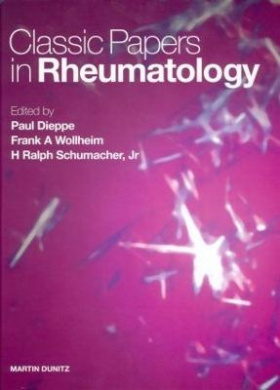 Classic Papers
in Rheumatology
Edited by
Paul Dieppe
Frank A Wollheim
H Ralph Schumacher, Jr
MARTIN DUNITZ